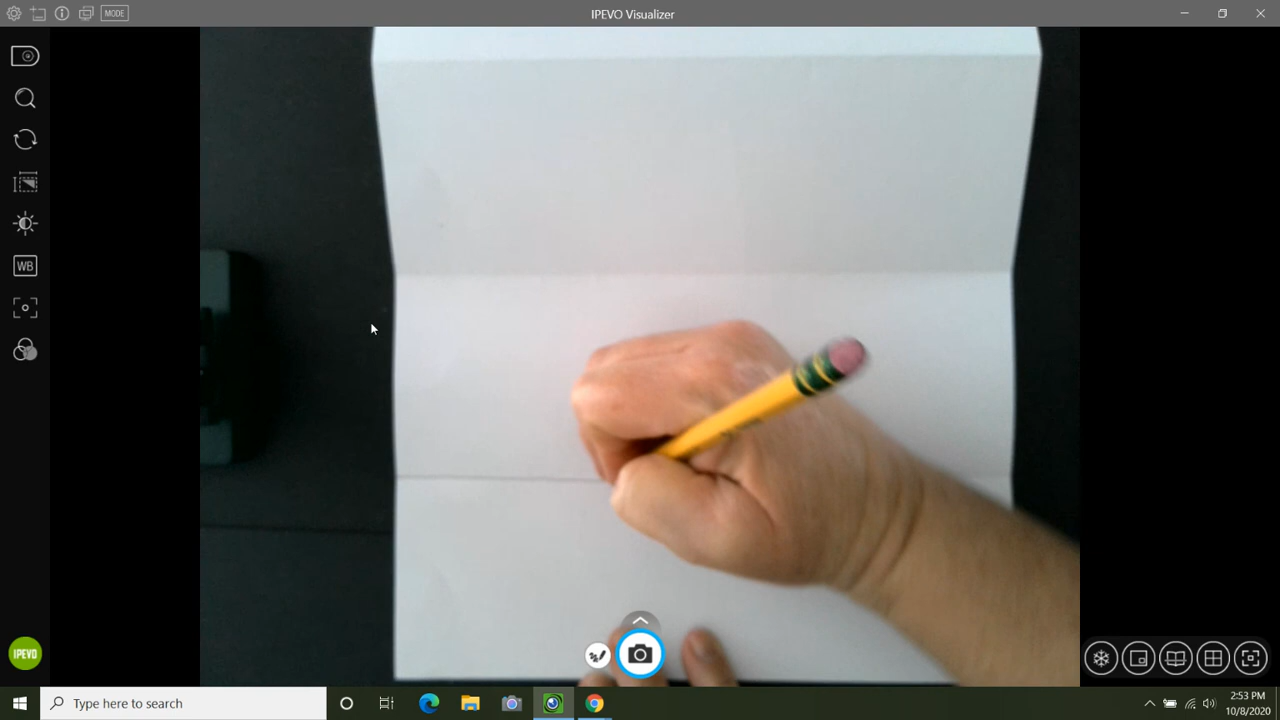 MODE
IPEVO Visualizer
WB
IPEVO
Type here to search
2:53 PM
10/8/2020